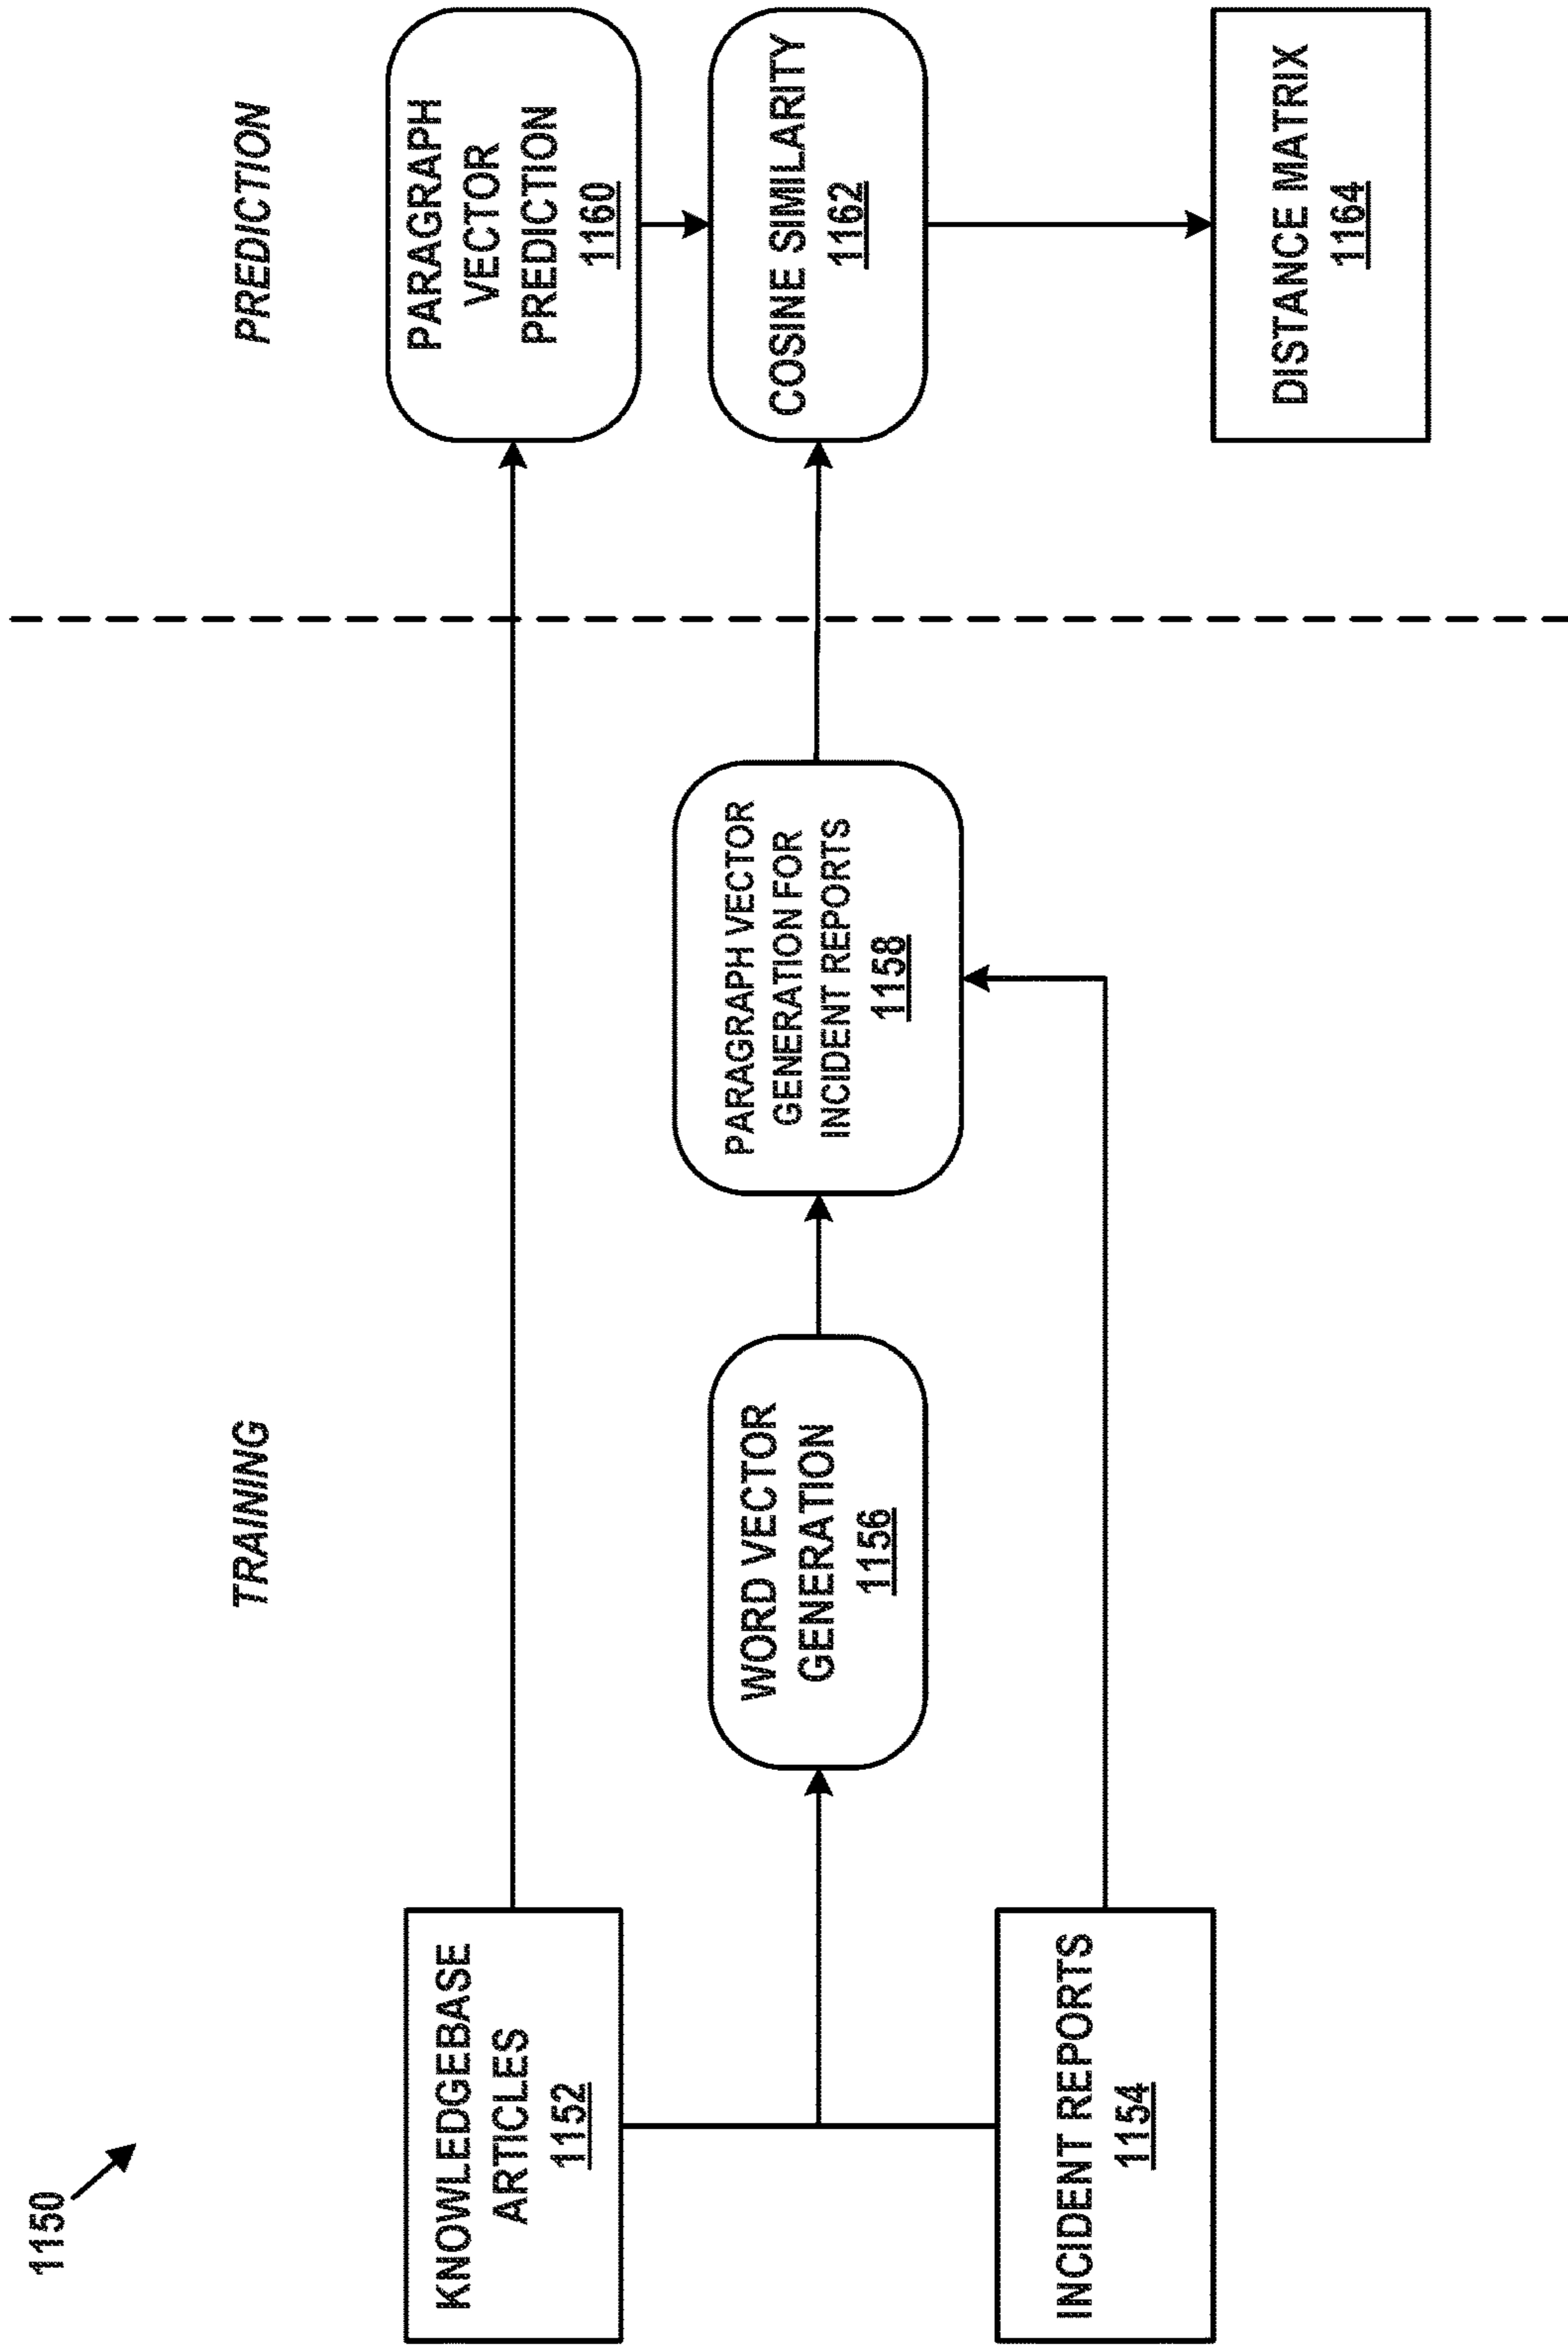 1150
TRAINING
PREDICTION
KNOWLEDGEBASE
ARTICLES
1152
PARAGRAPH
VECTOR
PREDICTION
1160
WORD VECTOR
GENERATION
1156
PARAGRAPH VECTOR
GENERATION FOR
INCIDENT REPORTS
1158
COSINE SIMILARITY
1162
INCIDENT REPORTS
1154
DISTANCE MATRIX
1164